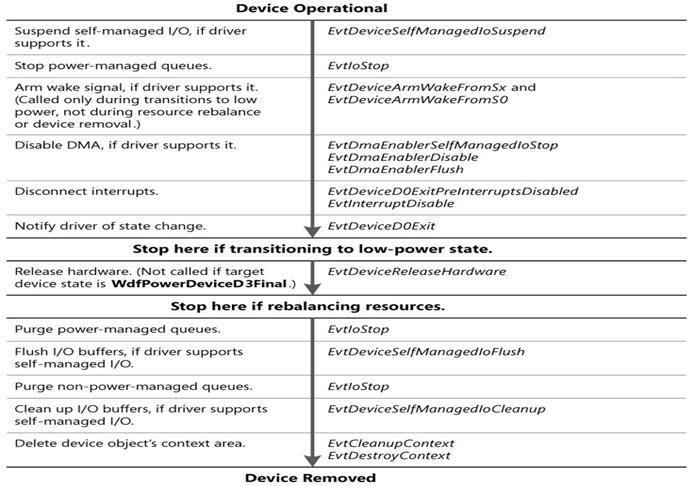 Device Operational
Suspend self-managed I/O, if driver
supports it.
EvtDeviceSelfManagedIoSuspend
Stop power-managed queues.
EvtIoStop
Arm wake signal, if driver supports it.
(Called only during transitions to low
power, not during resource rebalance
or device removal.)
EvtDeviceArmWakeFromSx and
EvtDeviceArmWakeFromS0
Disable DMA, if driver supports it.
EvtDmaEnablerSelfManagedIoStop
EvtDmaEnablerDisable
EvtDmaEnablerFlush
Disconnect interrupts.
EvtDeviceD0ExitPreInterruptsDisabled
EvtInterruptDisable
Notify driver of state change.
EvtDeviceD0Exit
Stop here if transitioning to low-power state.
Release hardware. (Not called if target
device state is WdfPowerDeviceD3Final.)
EvtDeviceReleaseHardware
Stop here if rebalancing resources.
Purge power-managed queues.
EvtIoStop
Flush I/O buffers, if driver supports
self-managed I/O.
EvtDeviceSelfManagedIoFlush
Purge non-power-managed queues.
EvtIoStop
Clean up I/O buffers, if driver supports
self-managed I/O.
EvtDeviceSelfManagedIoCleanup
Delete device object's context area.
EvtCleanupContext
EvtDestroyContext
Device Removed